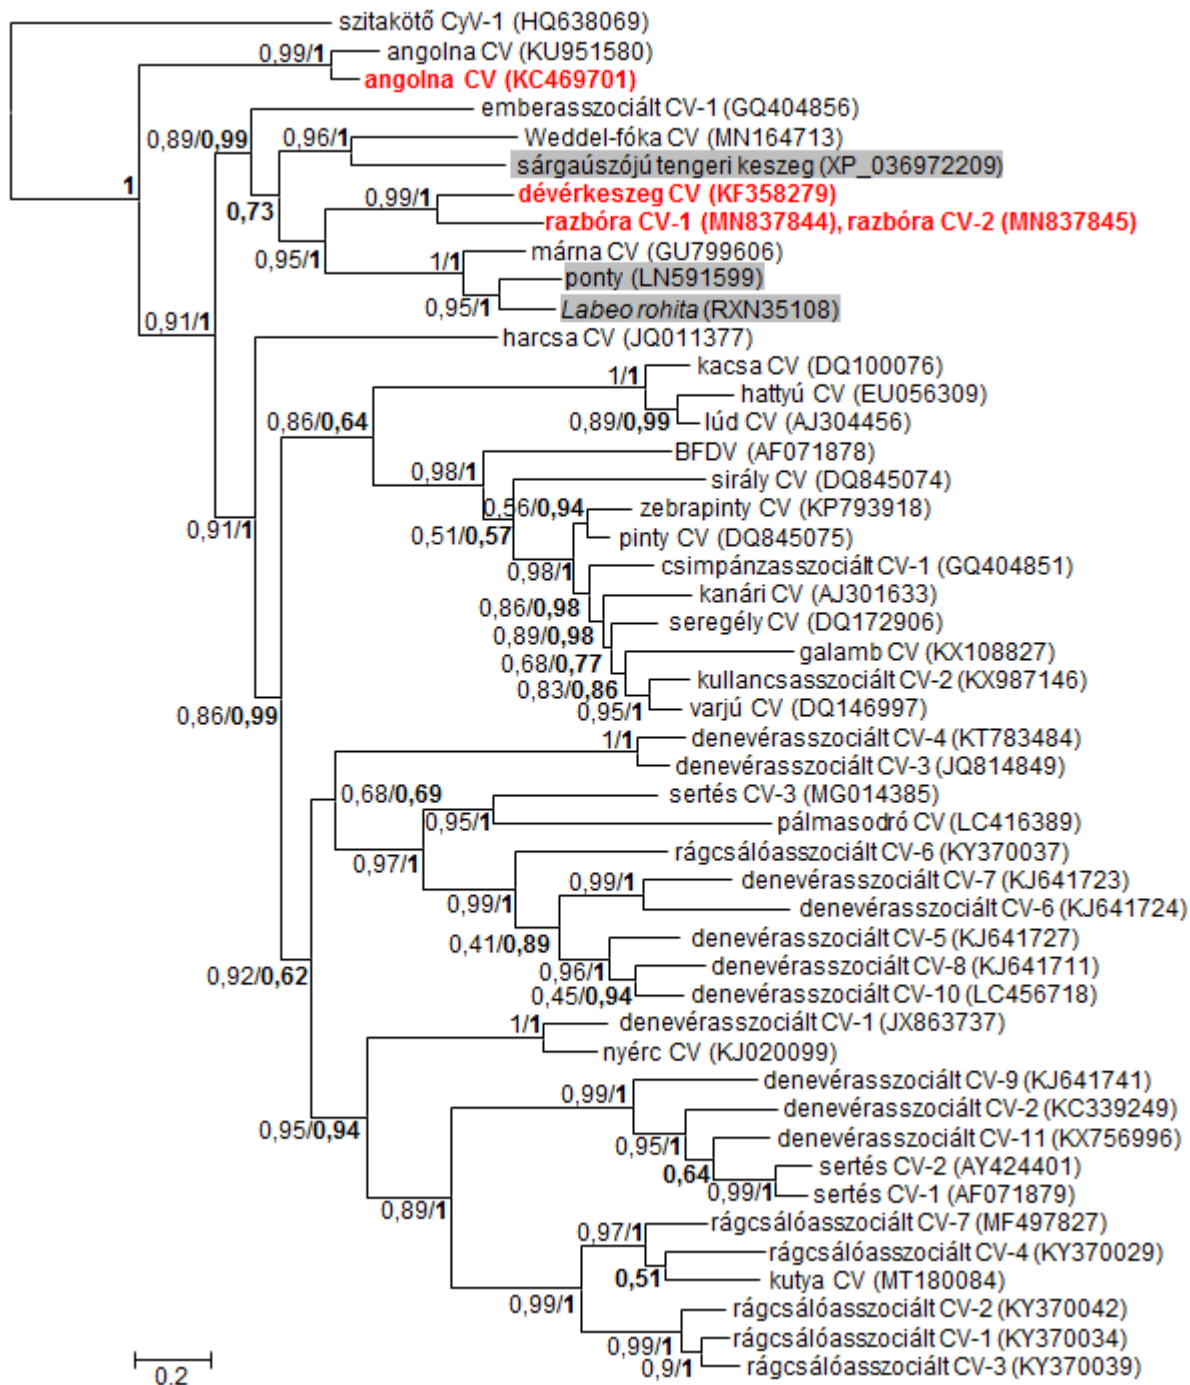 szitakötő CyV-1 (HQ638069)
0,99/1
angolna CV (KU951580)
angolna CV (KC469701)
emberasszociált CV-1 (GQ404856)
0,89/0,99
0,96/1
Weddel-fóka CV (MN164713)
sárgaúszójú tengeri keszeg (XP_036972209)
1
0,99/1
dévérkeszeg CV (KF358279)
0,73
razbóra CV-1 (MN837844), razbóra CV-2 (MN837845)
0,95/1
1/1
márna CV (GU799606)
ponty (LN591599)
0,95/1
Labeo rohita (RXN35108)
0,91/1
harcsa CV (JQ011377)
kacsa CV (DQ100076)
1/1
hattyú CV (EU056309)
0,86/0,64
0,89/0,99
lúd CV (AJ304456)
BFDV (AF071878)
0,98/1
sirály CV (DQ845074)
0,56/0,94
zebrapinty CV (KP793918)
0,91/1
0,51/0,57
pinty CV (DQ845075)
0,98/1
csimpánzasszociált CV-1 (GQ404851)
0,86/0,98
kanári CV (AJ301633)
0,89/0,98
seregély CV (DQ172906)
0,68/0,77
galamb CV (KX108827)
0,83/0,86
kullancsasszociált CV-2 (KX987146)
0,86/0,99
0,95/1
varjú CV (DQ146997)
1/1
denevérasszociált CV-4 (KT783484)
denevérasszociált CV-3 (JQ814849)
0,68/0,69
sertés CV-3 (MG014385)
0,95/1
pálmasodró CV (LC416389)
0,97/1
rágcsálóasszociált CV-6 (KY370037)
0,99/1
denevérasszociált CV-7 (KJ641723)
0,99/1
denevérasszociált CV-6 (KJ641724)
0,41/0,89
denevérasszociált CV-5 (KJ641727)
0,92/0,62
0,96/1
denevérasszociált CV-8 (KJ641711)
0,45/0,94
denevérasszociált CV-10 (LC456718)
1/1
denevérasszociált CV-1 (JX863737)
nyérc CV (KJ020099)
0,99/1
denevérasszociált CV-9 (KJ641741)
denevérasszociált CV-2 (KC339249)
0,95/0,94
0,95/1
denevérasszociált CV-11 (KX756996)
0,64
sertés CV-2 (AY424401)
0,99/1
sertés CV-1 (AF071879)
0,89/1
0,97/1
rágcsálóasszociált CV-7 (MF497827)
rágcsálóasszociált CV-4 (KY370029)
0,51
kutya CV (MT180084)
0,99/1
rágcsálóasszociált CV-2 (KY370042)
0,99/1
rágcsálóasszociált CV-1 (KY370034)
0,9/1
rágcsálóasszociált CV-3 (KY370039)
0.2